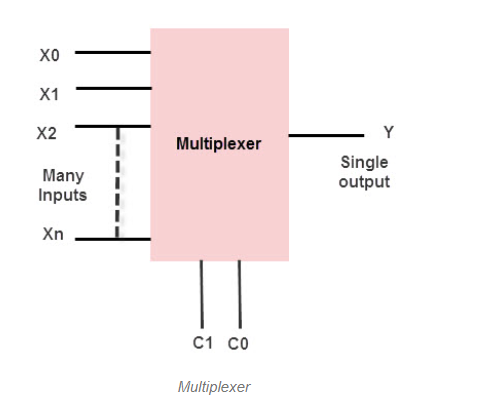 X0
X1
X2
Many
Inputs
Xn
Multiplexer
Y
Single
output
C1 C0
Multiplexer